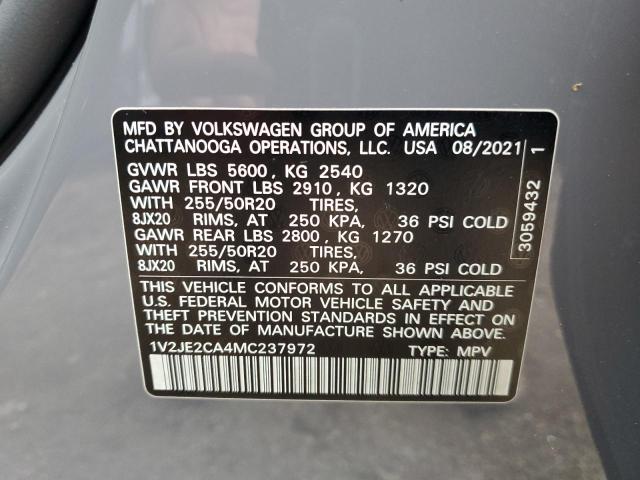 MFD BY VOLKSWAGEN GROUP OF AMERICA
CHATTANOOGA OPERATIONS, LLC. USA 08/2021
GVWR LBS 5600, KG 2540
GAWR FRONT LBS 2910, KG 1320
WITH 255/50R20 TIRES,
8JX20 RIMS, AT 250 KPA, 36 PSI COLD
GAWR REAR LBS 2800, KG 1270
WITH 255/50R20 TIRES,
8JX20 RIMS, AT 250 KPA, 36 PSI COLD
THIS VEHICLE CONFORMS TO ALL APPLICABLE
U.S. FEDERAL MOTOR VEHICLE SAFETY AND
THEFT PREVENTION STANDARDS IN EFFECT ON
THE DATE OF MANUFACTURE SHOWN ABOVE.
1V2JE2CA4MC237972 TYPE: MPV
3059432 1